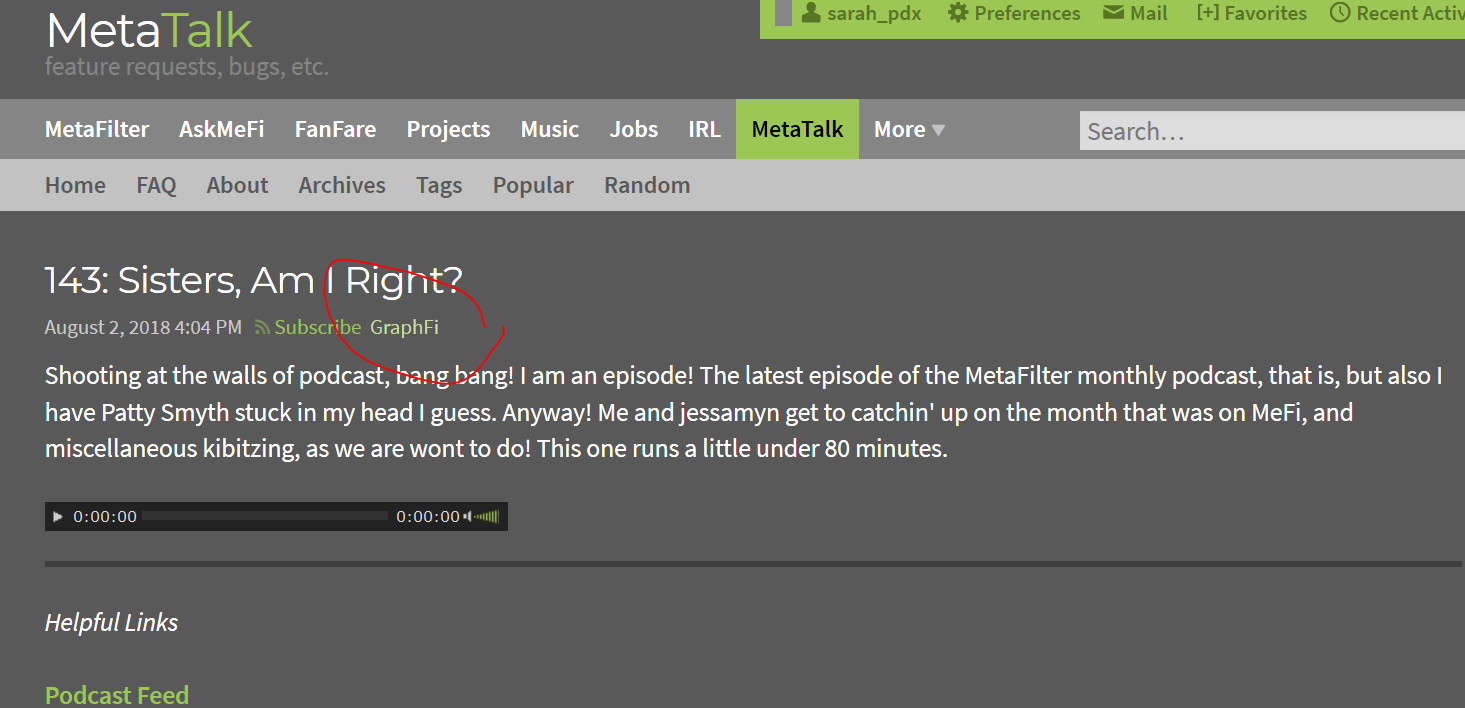 MetaTalk
feature requests, bugs, etc.
sarah_pdx Preferences Mail [+] Favorites Recent Activ
MetaFilter AskMeFi FanFare Projects Music Jobs IRL MetaTalk More
Search…
Home FAQ About Archives Tags Popular Random
143: Sisters, Am I Right?
August 2, 2018 4:04 PM Subscribe GraphFi
Shooting at the walls of podcast, bang bang! I am an episode! The latest episode of the MetaFilter monthly podcast, that is, but also I
have Patty Smyth stuck in my head I guess. Anyway! Me and jessamyn get to catchin' up on the month that was on MeFi, and
miscellaneous kibitzing, as we are wont to do! This one runs a little under 80 minutes.
0:00:00 0:00:00
Helpful Links
Podcast Feed